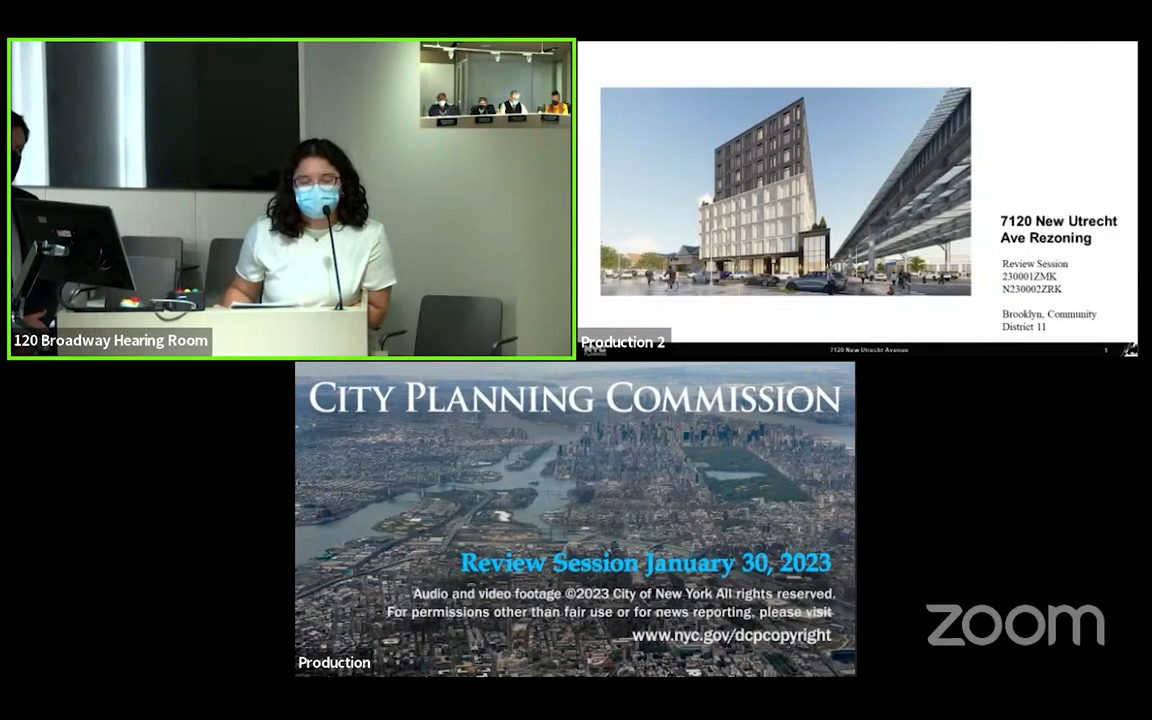 120 Broadway Hearing Room
7120 New Utrecht
Ave Rezoning
Review Session
230001ZMK
N230002ZRK
Brooklyn, Community
District 11
Production 2
7120 New Utrecht Avenue
1
CITY PLANNING COMMISSION
Review Session January 30, 2023
Audio and video footage ©2023 City of New York All rights reserved.
For permissions other than fair use or for news reporting, please visit
www.nyc.gov/dcpcopyright
Production
zoom